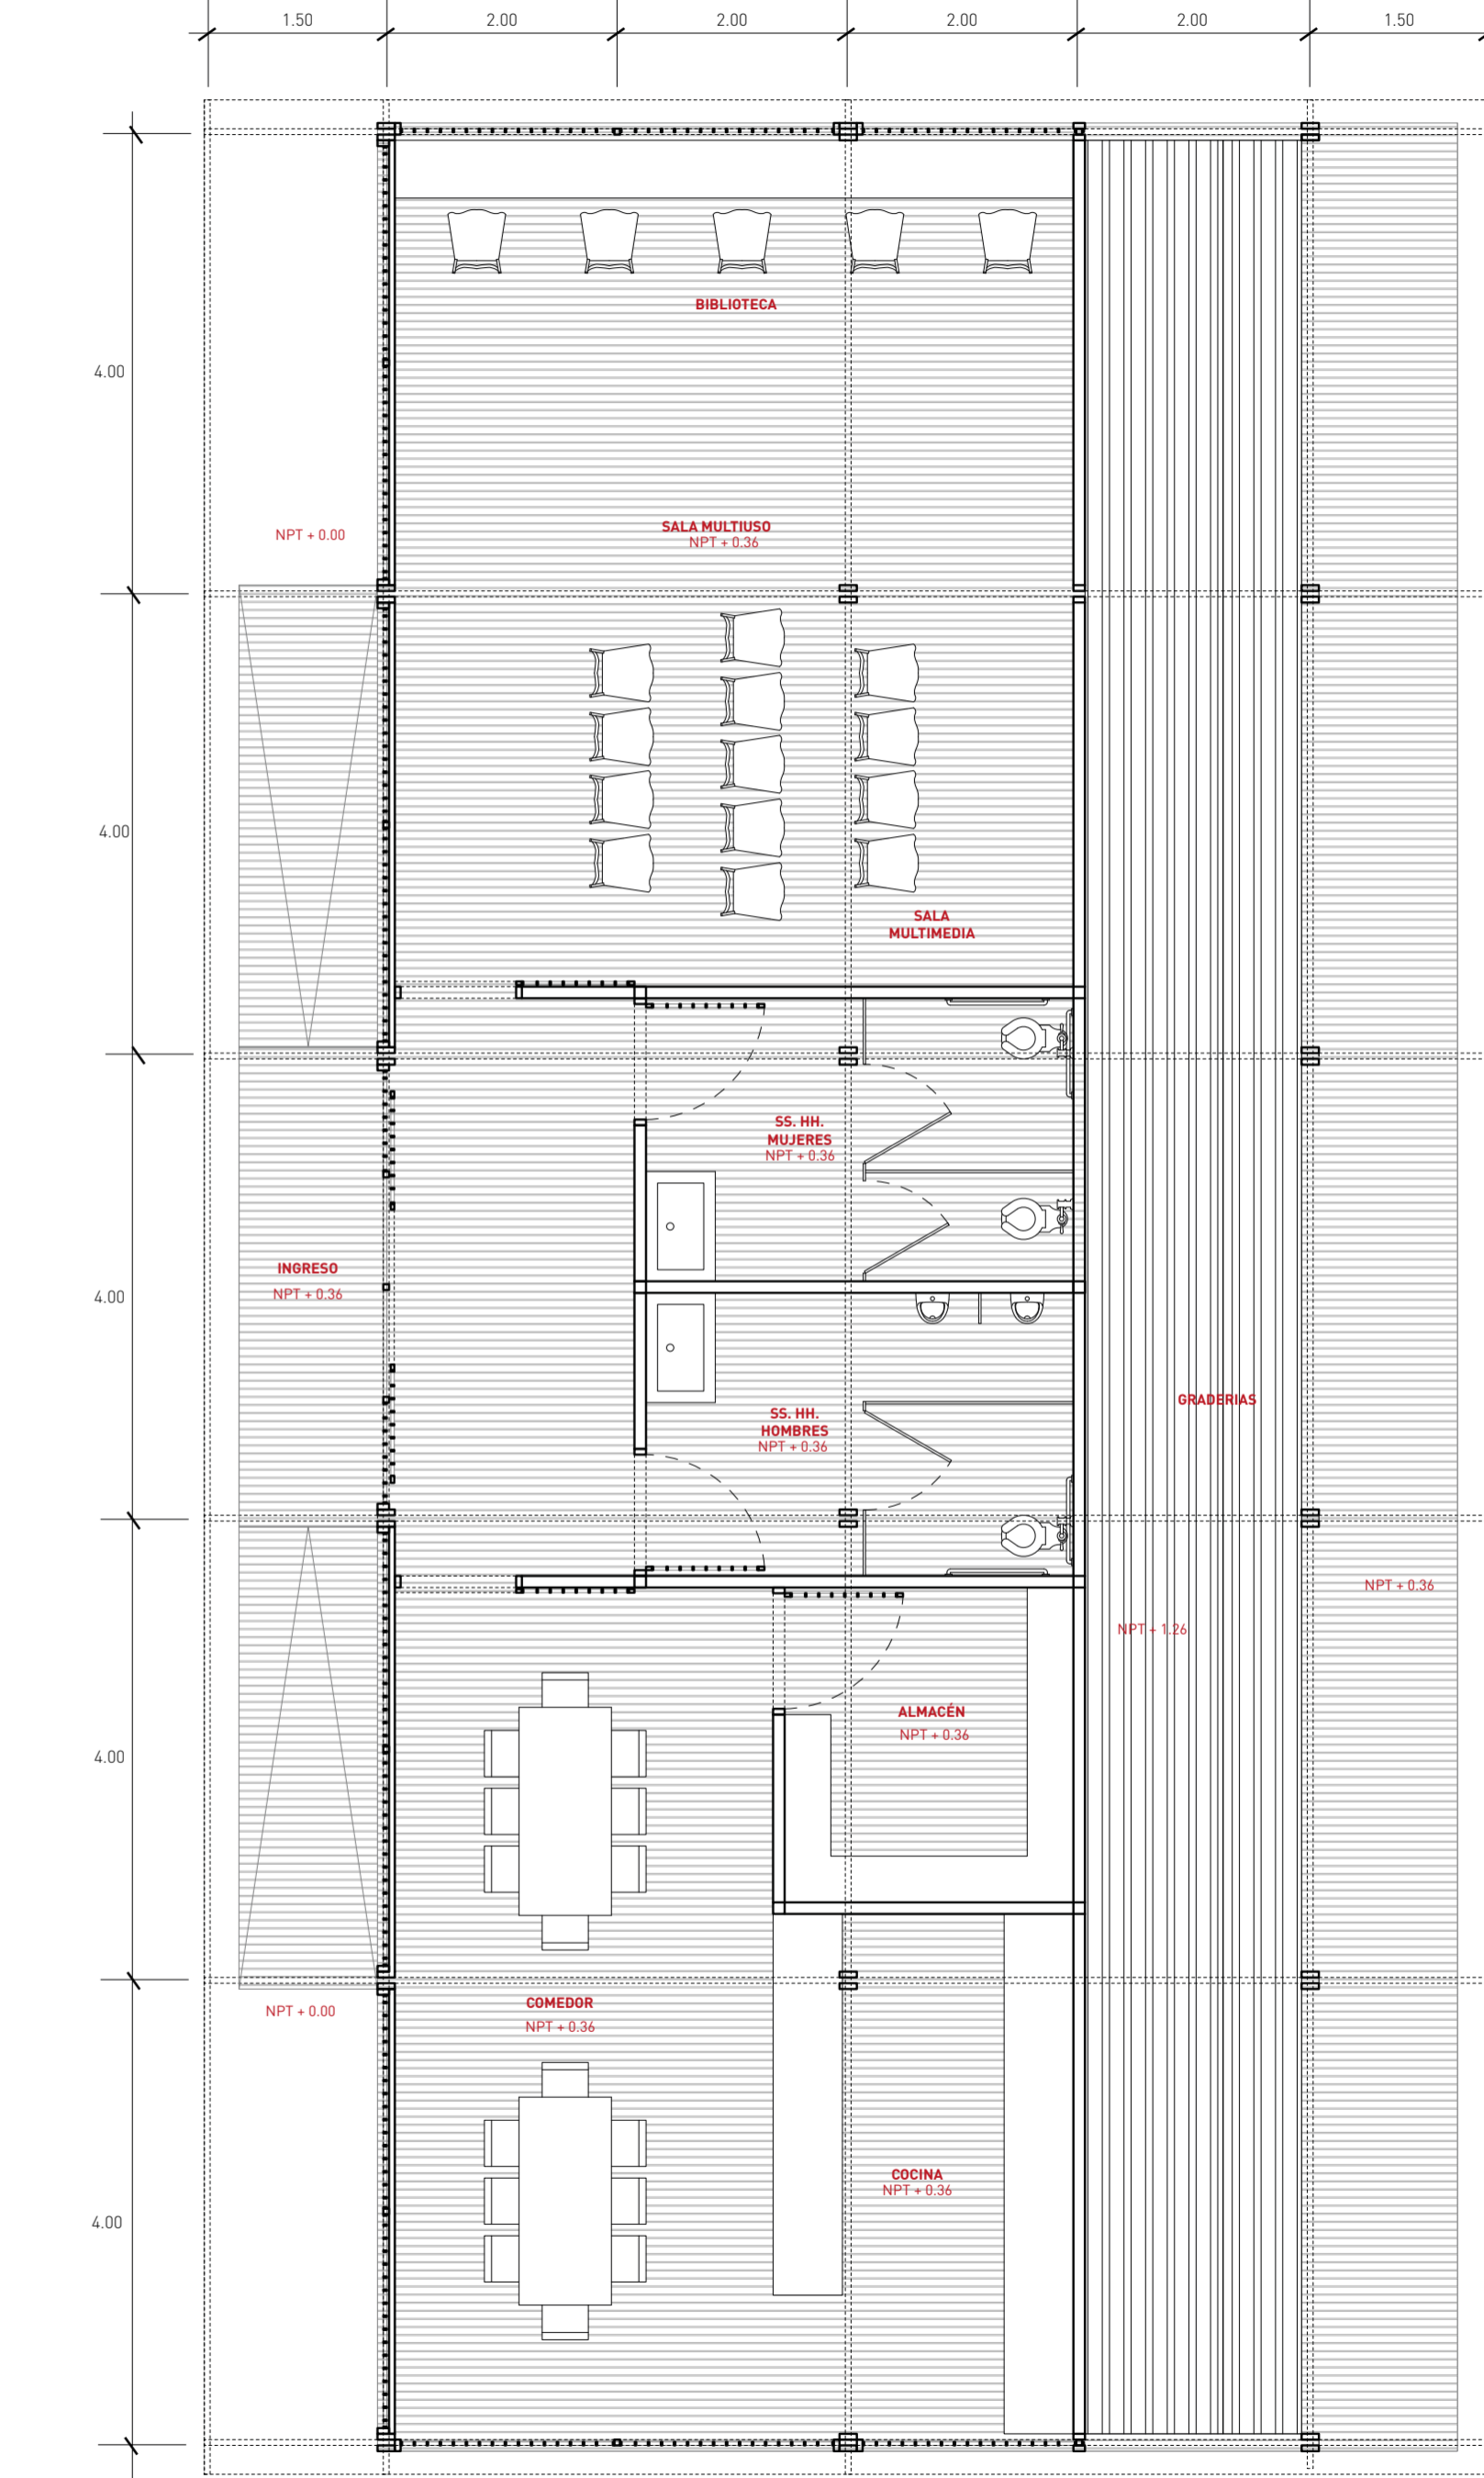 1.50
2.00
2.00
2.00
2.00
1.50
BIBLIOTECA
4.00
SALA MULTIUSO
NPT + 0.36
NPT + 0.00
4.00
SALA
MULTIMEDIA
SS. HH.
MUJERES
NPT + 0.36
INGRESO
NPT + 0.36
4.00
GRADERIAS
SS. HH.
HOMBRES
NPT + 0.36
NPT + 0.36
NPT + 1.26
ALMACÉN
NPT + 0.36
4.00
COMEDOR
NPT + 0.36
NPT + 0.00
COCINA
NPT + 0.36
4.00